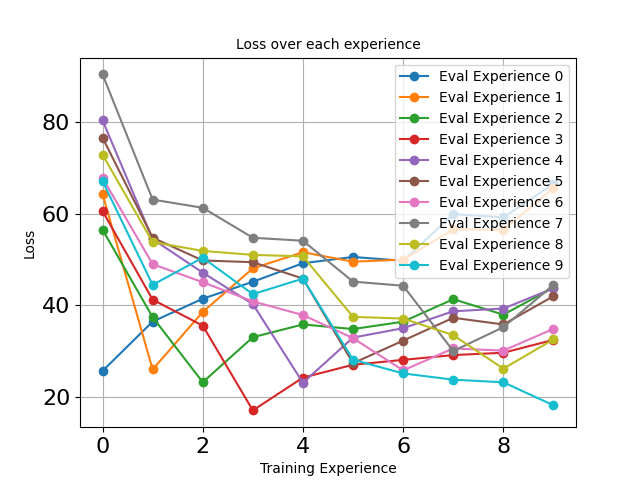 Loss over each experience
Loss
80
60
40
20
0 2 4 6 8
Training Experience
Eval Experience 0
Eval Experience 1
Eval Experience 2
Eval Experience 3
Eval Experience 4
Eval Experience 5
Eval Experience 6
Eval Experience 7
Eval Experience 8
Eval Experience 9